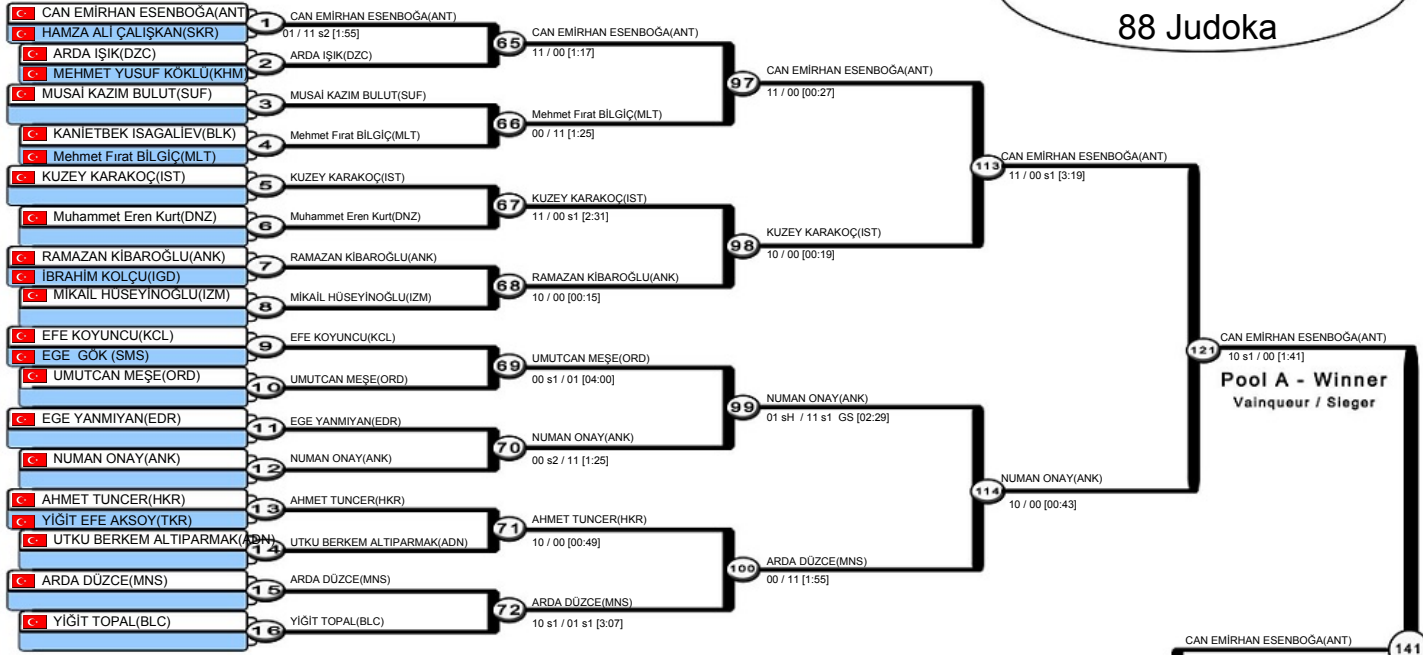 88 Judoka
CAN EMİRHAN ESENBOĞA(ANT)
HAMZA ALİ ÇALIŞKAN(SKR)
ARDA IŞIK(DZC)
MEHMET YUSUF KÖKLÜ(KHM)
MUSAİ KAZIM BULUT(SUF)
KANİETBEK ISAGALİEV(BLK)
Mehmet Fırat BİLGİÇ(MLT)
KUZEY KARAKOÇ(IST)
Muhammet Eren Kurt(DNZ)
RAMAZAN KİBAROĞLU(ANK)
İBRAHİM KOLÇU(IGD)
MİKAİL HÜSEYİNOĞLU(IZM)
EFE KOYUNCU(KCL)
EGE GÖK (SMS)
UMUTCAN MEŞE(ORD)
EGE YANMIYAN(EDR)
NUMAN ONAY(ANK)
AHMET TUNCER(HKR)
YİĞİT EFE AKSOY(TKR)
UTKU BERKEM ALTIPARMAK(ADN)
ARDA DÜZCE(MNS)
YİĞİT TOPAL(BLC)
1
2
3
4
5
6
7
8
9
10
11
12
13
14
15
16
CAN EMİRHAN ESENBOĞA(ANT)
01 / 11 s2 [1:55]
ARDA IŞIK(DZC)
MUSAİ KAZIM BULUT(SUF)
Mehmet Fırat BİLGİÇ(MLT)
KUZEY KARAKOÇ(IST)
Muhammet Eren Kurt(DNZ)
RAMAZAN KİBAROĞLU(ANK)
MİKAİL HÜSEYİNOĞLU(IZM)
EFE KOYUNCU(KCL)
UMUTCAN MEŞE(ORD)
EGE YANMIYAN(EDR)
NUMAN ONAY(ANK)
AHMET TUNCER(HKR)
UTKU BERKEM ALTIPARMAK(ADN)
ARDA DÜZCE(MNS)
YİĞİT TOPAL(BLC)
65
66
67
68
69
70
71
72
CAN EMİRHAN ESENBOĞA(ANT)
11 / 00 [1:17]
Mehmet Fırat BİLGİÇ(MLT)
00 / 11 [1:25]
KUZEY KARAKOÇ(IST)
11 / 00 s1 [2:31]
RAMAZAN KİBAROĞLU(ANK)
10 / 00 [00:15]
UMUTCAN MEŞE(ORD)
00 s1 / 01 [04:00]
NUMAN ONAY(ANK)
00 s2 / 11 [1:25]
AHMET TUNCER(HKR)
10 / 00 [00:49]
ARDA DÜZCE(MNS)
10 s1 / 01 s1 [3:07]
97
98
99
100
CAN EMİRHAN ESENBOĞA(ANT)
11 / 00 [00:27]
KUZEY KARAKOÇ(IST)
10 / 00 [00:19]
NUMAN ONAY(ANK)
01 sH / 11 s1 GS [02:29]
ARDA DÜZCE(MNS)
00 / 11 [1:55]
113
114
CAN EMİRHAN ESENBOĞA(ANT)
11 / 00 s1 [3:19]
NUMAN ONAY(ANK)
10 / 00 [00:43]
121
CAN EMİRHAN ESENBOĞA(ANT)
10 s1 / 00 [1:41]
Pool A - Winner
Vainqueur / Sieger
CAN EMİRHAN ESENBOĞA(ANT)
141